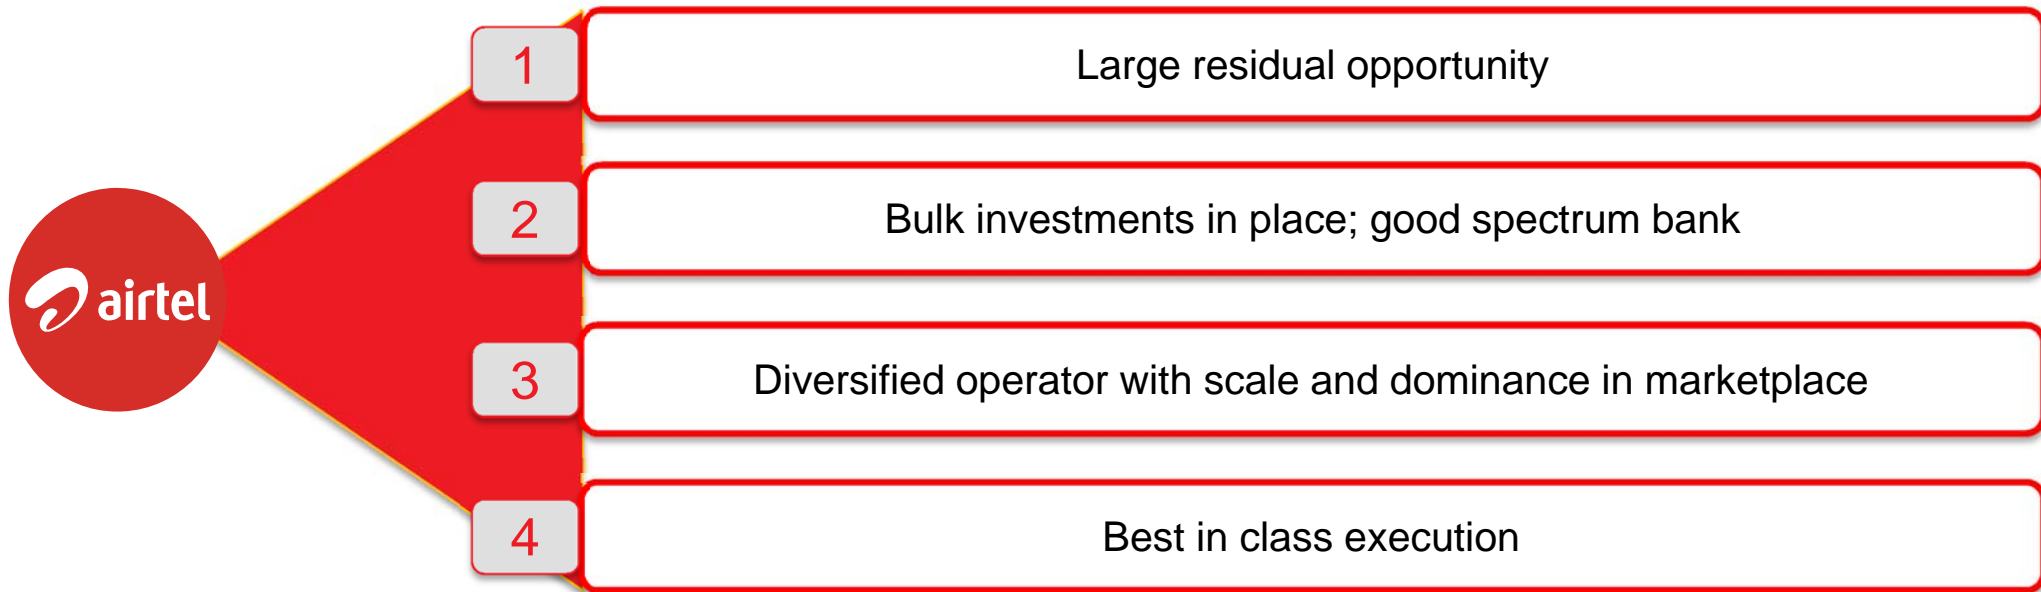 1
Large residual opportunity
2
Bulk investments in place; good spectrum bank
airtel
3
Diversified operator with scale and dominance in marketplace
4
Best in class execution